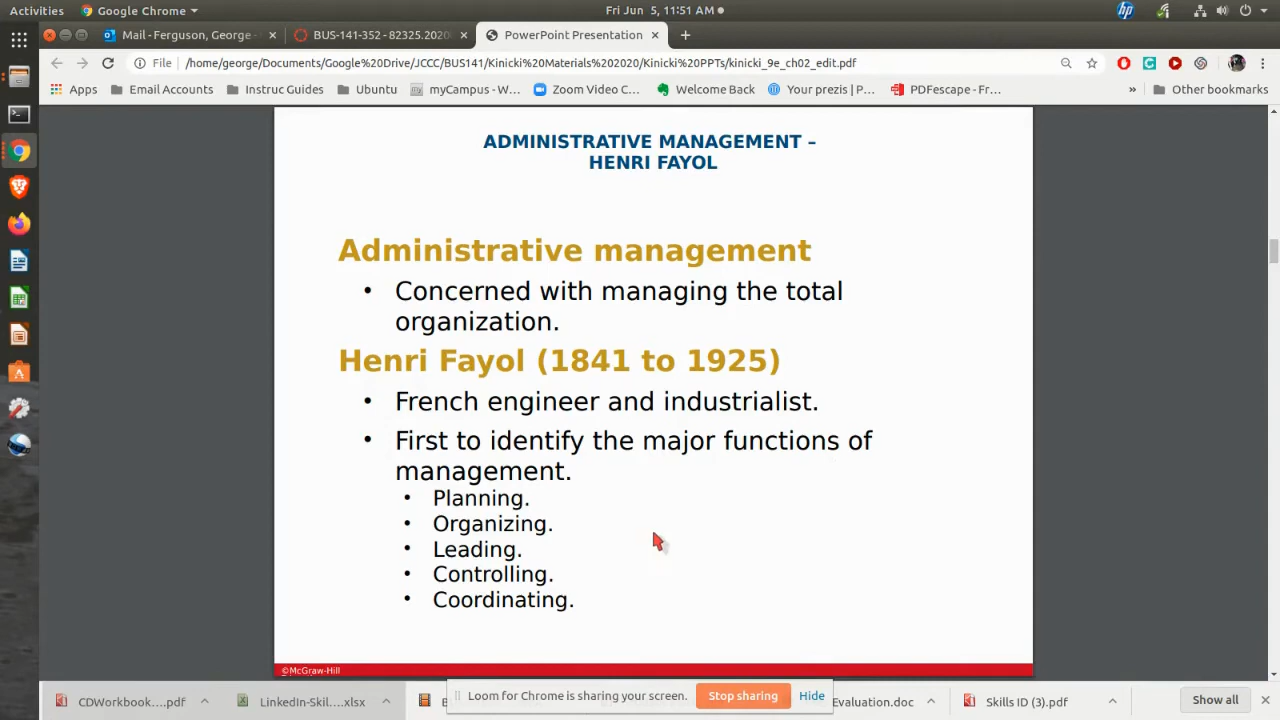 Activities
Google Chrome
Fri Jun 5, 11:51 AM
Mail - Ferguson, George -
BUS-141-352 - 82325.2020
PowerPoint Presentation
File /home/george/Documents/Google%20Drive/JCCC/BUS141/Kinicki%20Materials%202020/Kinicki%20PPTs/kinicki_9e_ch02_edit.pdf
Apps
Email Accounts
Instruc Guides
Ubuntu
myCampus - W...
Zoom Video C...
Welcome Back
Your prezis | P...
PDFescape - Fr...
»
Other bookmarks
ADMINISTRATIVE MANAGEMENT –
HENRI FAYOL
Administrative management
• Concerned with managing the total
organization.
Henri Fayol (1841 to 1925)
• French engineer and industrialist.
• First to identify the major functions of
management.
• Planning.
• Organizing.
• Leading.
• Controlling.
• Coordinating.
©McGraw-Hill
CDWorkbook....pdf
LinkedIn-Skil....xlsx
Loom for Chrome is sharing your screen.
Stop sharing
Hide
Evaluation.doc
Skills ID (3).pdf
Show all